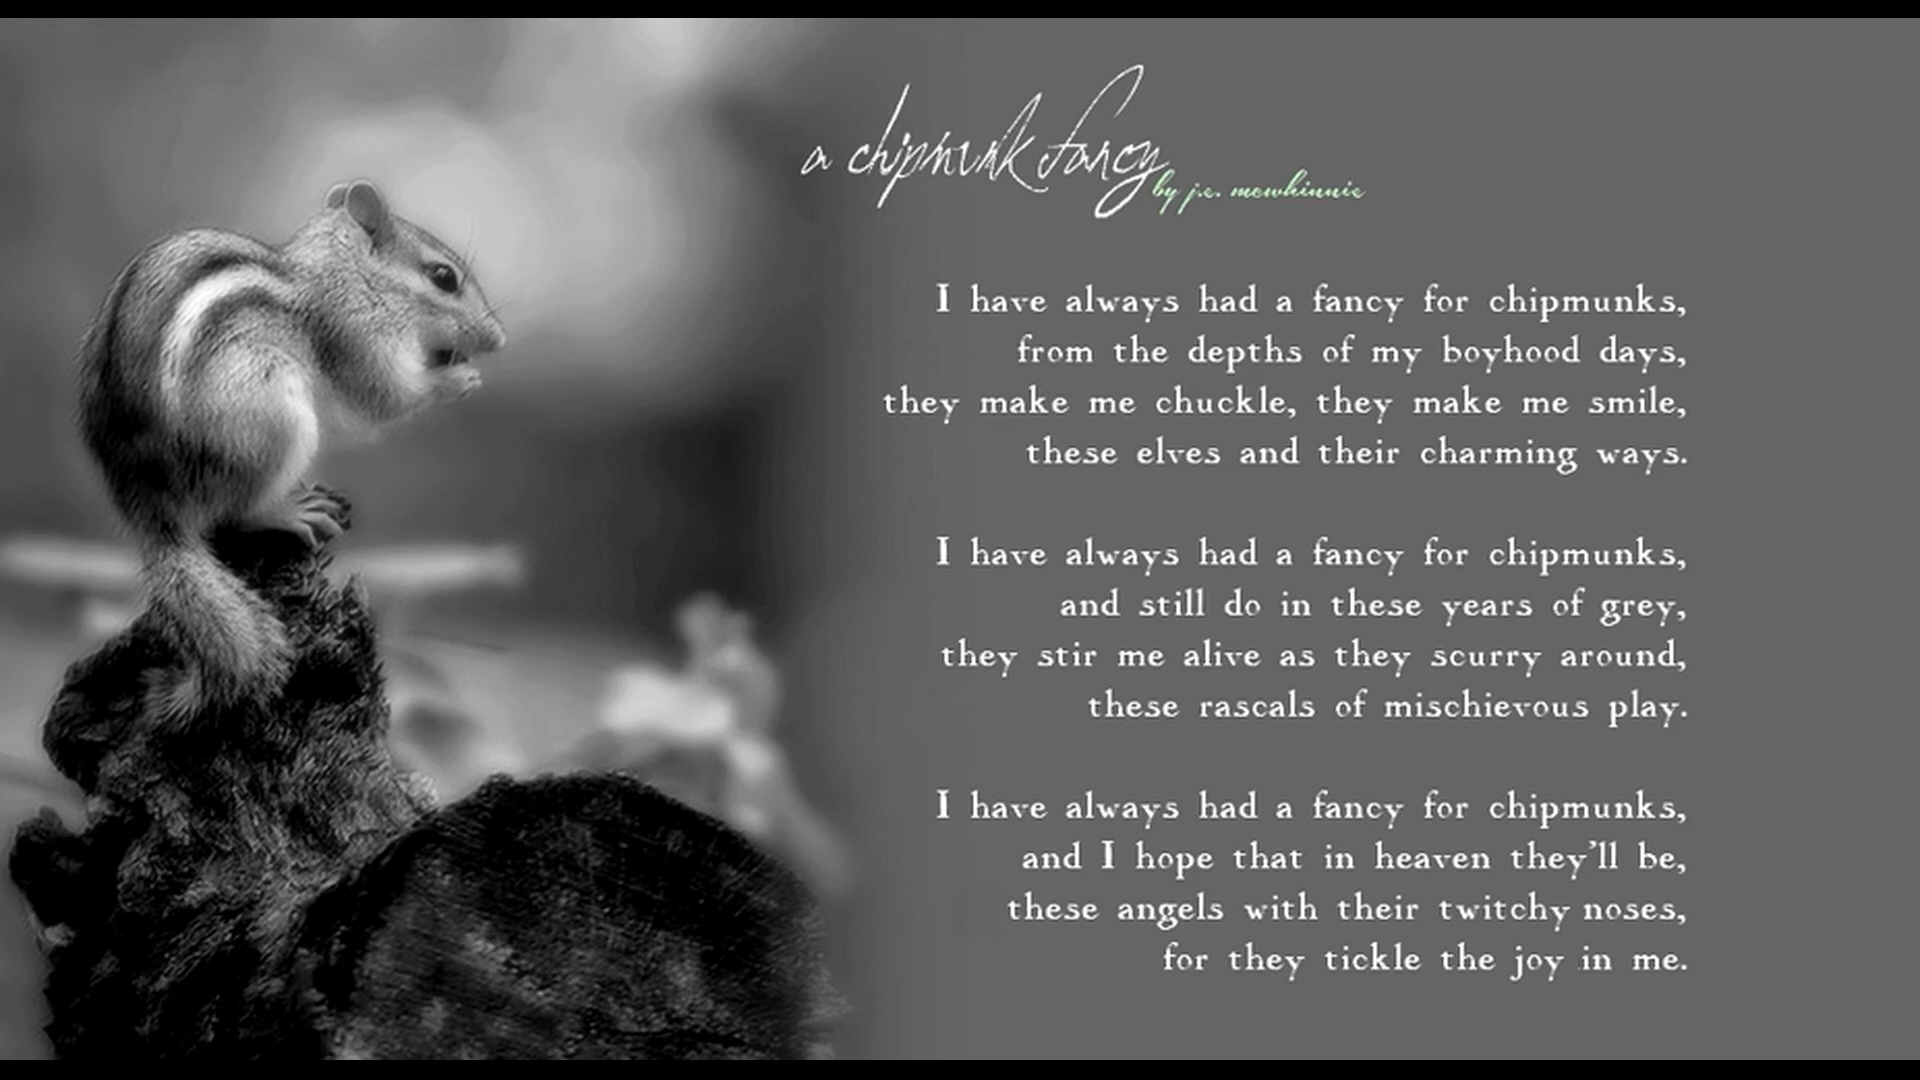 a chipmunk fancy
by j.e. mcwhinnie
I have always had a fancy for chipmunks,
from the depths of my boyhood days,
they make me chuckle, they make me smile,
these elves and their charming ways.
I have always had a fancy for chipmunks,
and still do in these years of grey,
they stir me alive as they scurry around,
these rascals of mischievous play.
I have always had a fancy for chipmunks,
and I hope that in heaven they'll be,
these angels with their twitchy noses,
for they tickle the joy in me.